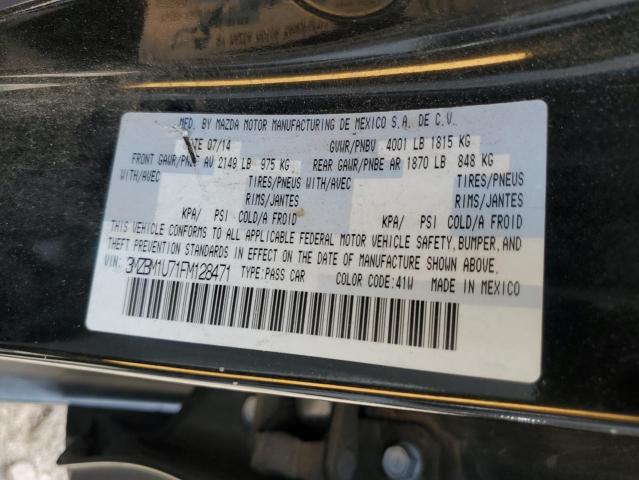 MFD. BY MAZDA MOTOR MANUFACTURING DE MEXICO S.A. DE C.V.
DATE 07/14 GVWR/PNBV 4001 LB 1815 KG
FRONT GAWR/PNBE AV 2149 LB 975 KG REAR GAWR/PNBE AR 1870 LB 848 KG
WITH/AVEC TIRES/PNEUS WITH/AVEC TIRES/PNEUS
RIMS/JANTES RIMS/JANTES
KPA/ PSI COLD/A FROID KPA/ PSI COLD/A FROID
THIS VEHICLE CONFORMS TO ALL APPLICABLE FEDERAL MOTOR VEHICLE SAFETY, BUMPER, AND
THEFT PREVENTION STANDARDS IN EFFECT ON THE DATE OF MANUFACTURE SHOWN ABOVE.
VIN: 3MZBM1U71FM128471 TYPE:PASS CAR COLOR CODE:41W MADE IN MEXICO